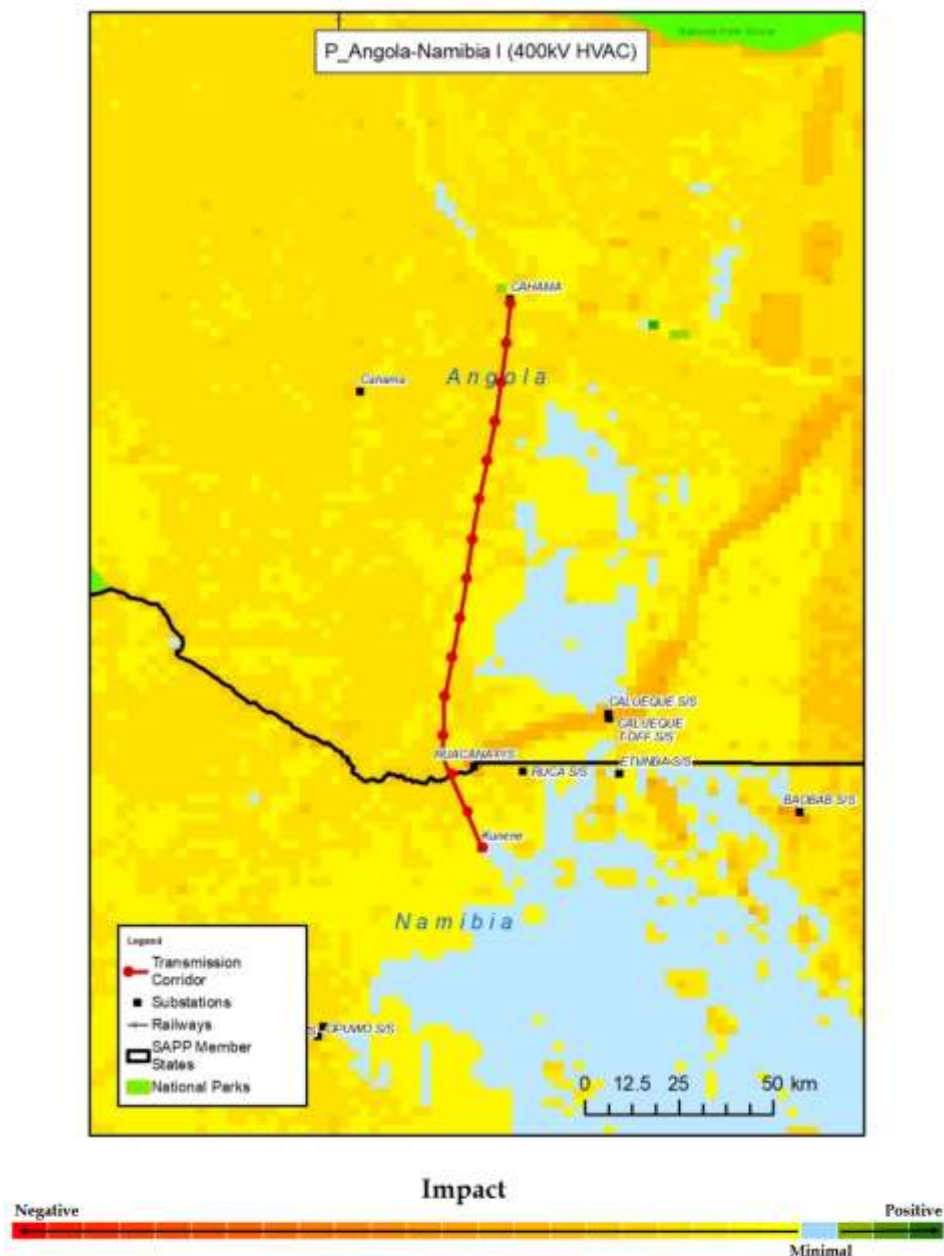 P_Angola-Namibia I (400kV HVAC)
CAHAMA
Cahama
Angola
CALUEQUE S/S
CALUEQUE
T-OFF S/S
RUCA S/S
ETUNDA S/S
BAOBAB S/S
Kunene
Namibia
OPUWO S/S
Legend
Transmission
Corridor
Substations
Railways
SAPP Member
States
National Parks
0 12.5 25 50 km
Impact
Negative
Positive
Minimal